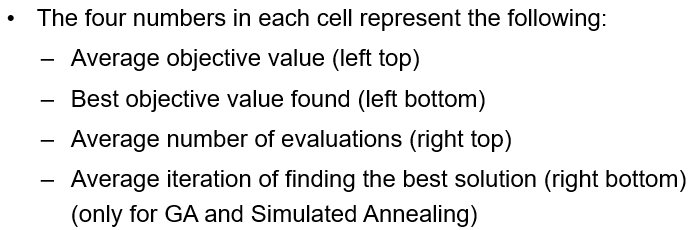 • The four numbers in each cell represent the following:
– Average objective value (left top)
– Best objective value found (left bottom)
– Average number of evaluations (right top)
– Average iteration of finding the best solution (right bottom)
(only for GA and Simulated Annealing)